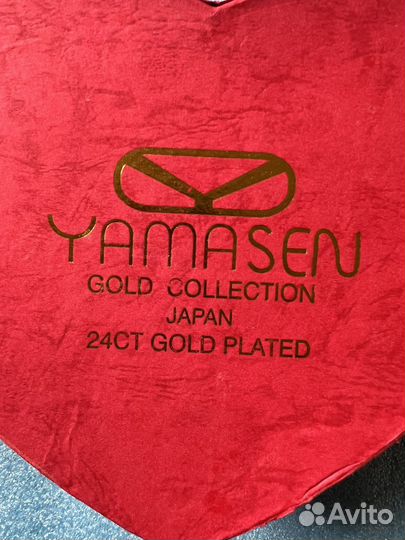 YAMASEN
GOLD COLLECTION
JAPAN
24CT GOLD PLATED
Avito